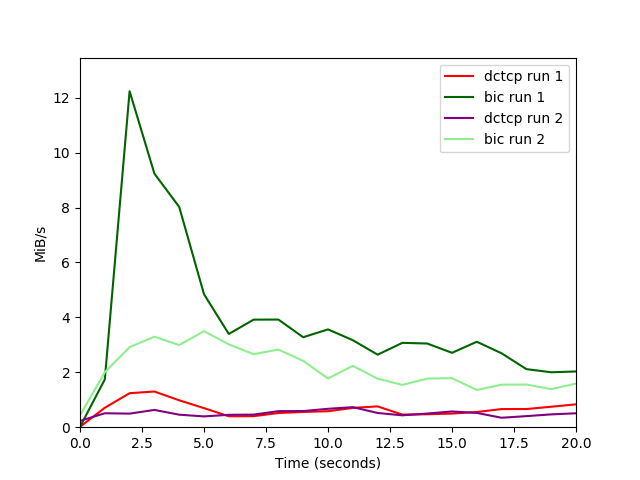 dctcp run 1
bic run 1
dctcp run 2
bic run 2
MiB/s
12
10
8
6
4
2
0
0.0 2.5 5.0 7.5 10.0 12.5 15.0 17.5 20.0
Time (seconds)